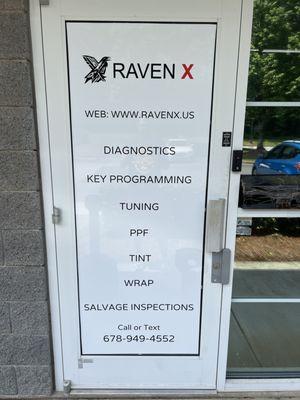 RAVEN X
WEB: WWW.RAVENX.US
DIAGNOSTICS
KEY PROGRAMMING
TUNING
PPF
TINT
WRAP
SALVAGE INSPECTIONS
Call or Text
678-949-4552